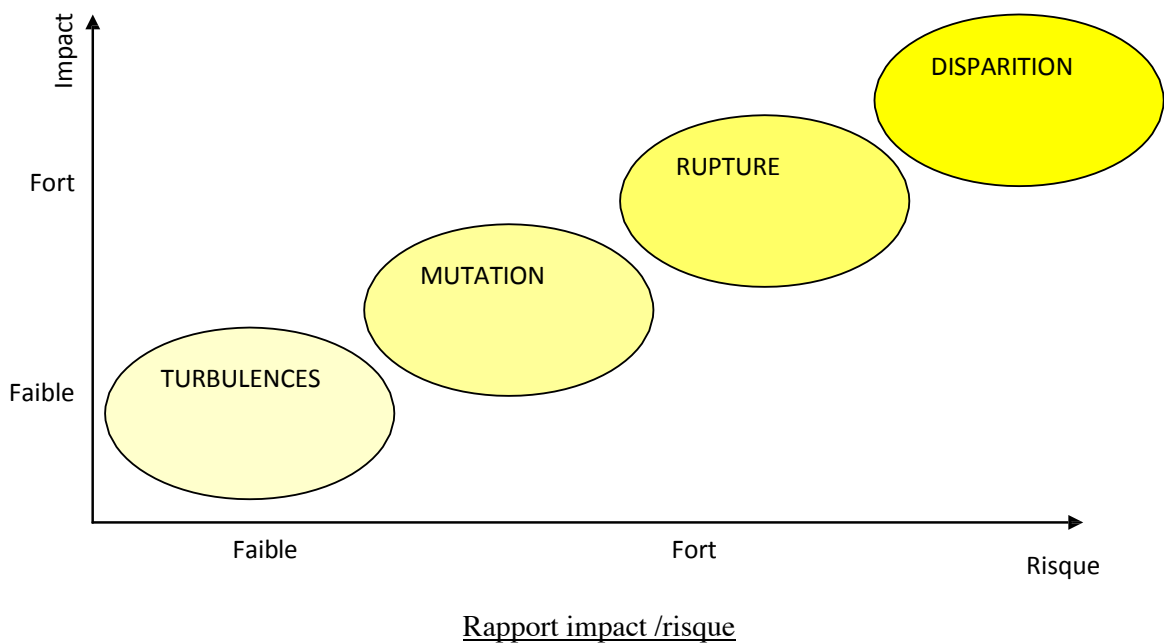 Impact
DISPARITION
RUPTURE
Fort
MUTATION
TURBULENCES
Faible
Faible
Fort
Risque
Rapport impact /risque